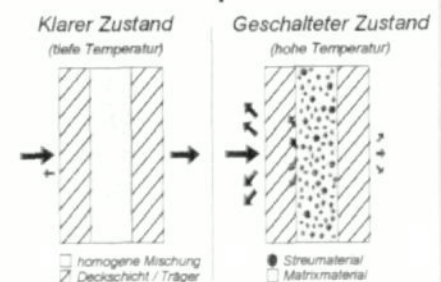 Klarer Zustand
(tiefe Temperatur)
homogene Mischung
Deckschicht / Träger
Geschalteter Zustand
(hohe Temperatur)
Streumaterial
Matrixmaterial